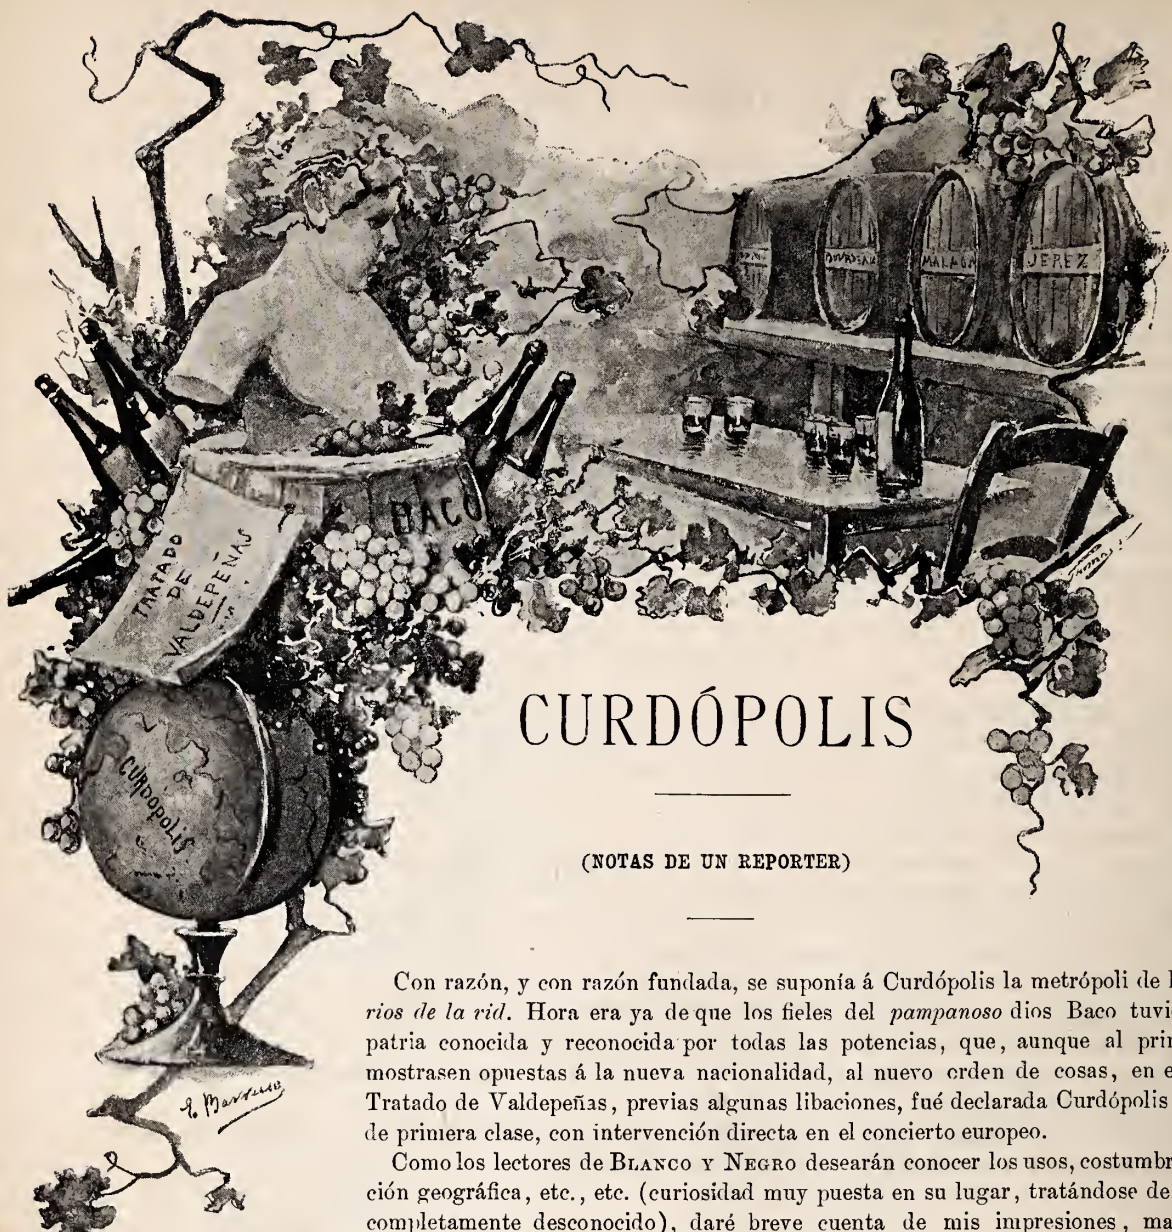 BURDEAUX
MÁLAGA
JEREZ
BACO
TRATADO
DE
VALDEPEÑAS
CURDÓPOLIS
CURDÓPOLIS
(NOTAS DE UN REPORTER)
Con razón, y con razón fundada, se suponía á Curdópolis la metrópoli de l
rios de la vid. Hora era ya de que los fieles del pampanoso dios Baco tuvi
patria conocida y reconocida por todas las potencias, que, aunque al prin
mostrasen opuestas á la nueva nacionalidad, al nuevo orden de cosas, en e
Tratado de Valdepeñas, previas algunas libaciones, fué declarada Curdópolis
de primera clase, con intervención directa en el concierto europeo.
Como los lectores de BLANCO Y NEGRO desearán conocer los usos, costumbr
ción geográfica, etc., etc. (curiosidad muy puesta en su lugar, tratándose de
completamente desconocido), daré breve cuenta de mis impresiones, ma